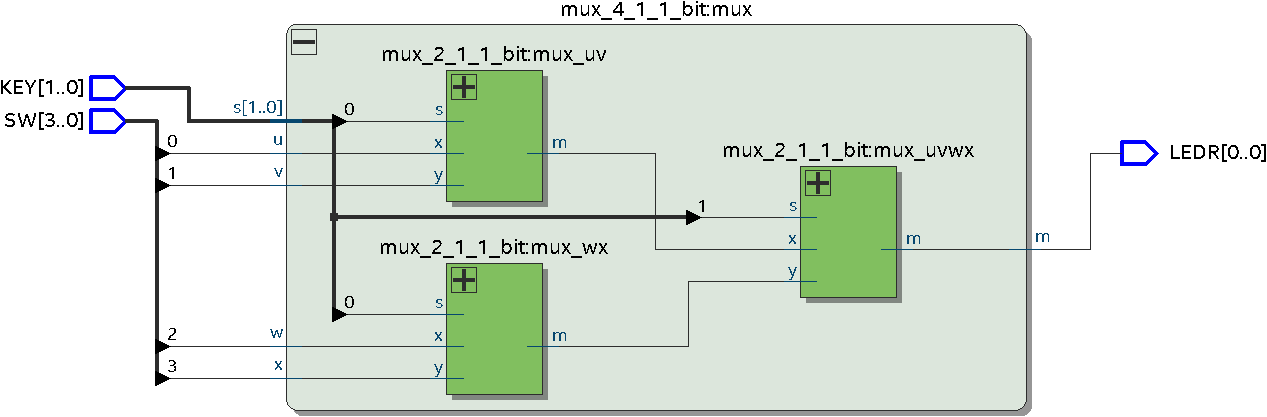 mux_4_1_1_bit:mux
mux_2_1_1_bit:mux_uv
KEY[1..0]
s[1..0]
0
s
SW[3..0]
0
u
x
m
1
v
y
mux_2_1_1_bit:mux_uvwx
LEDR[0..0]
1
s
x
m
m
y
mux_2_1_1_bit:mux_wx
0
s
2
w
x
m
3
x
y